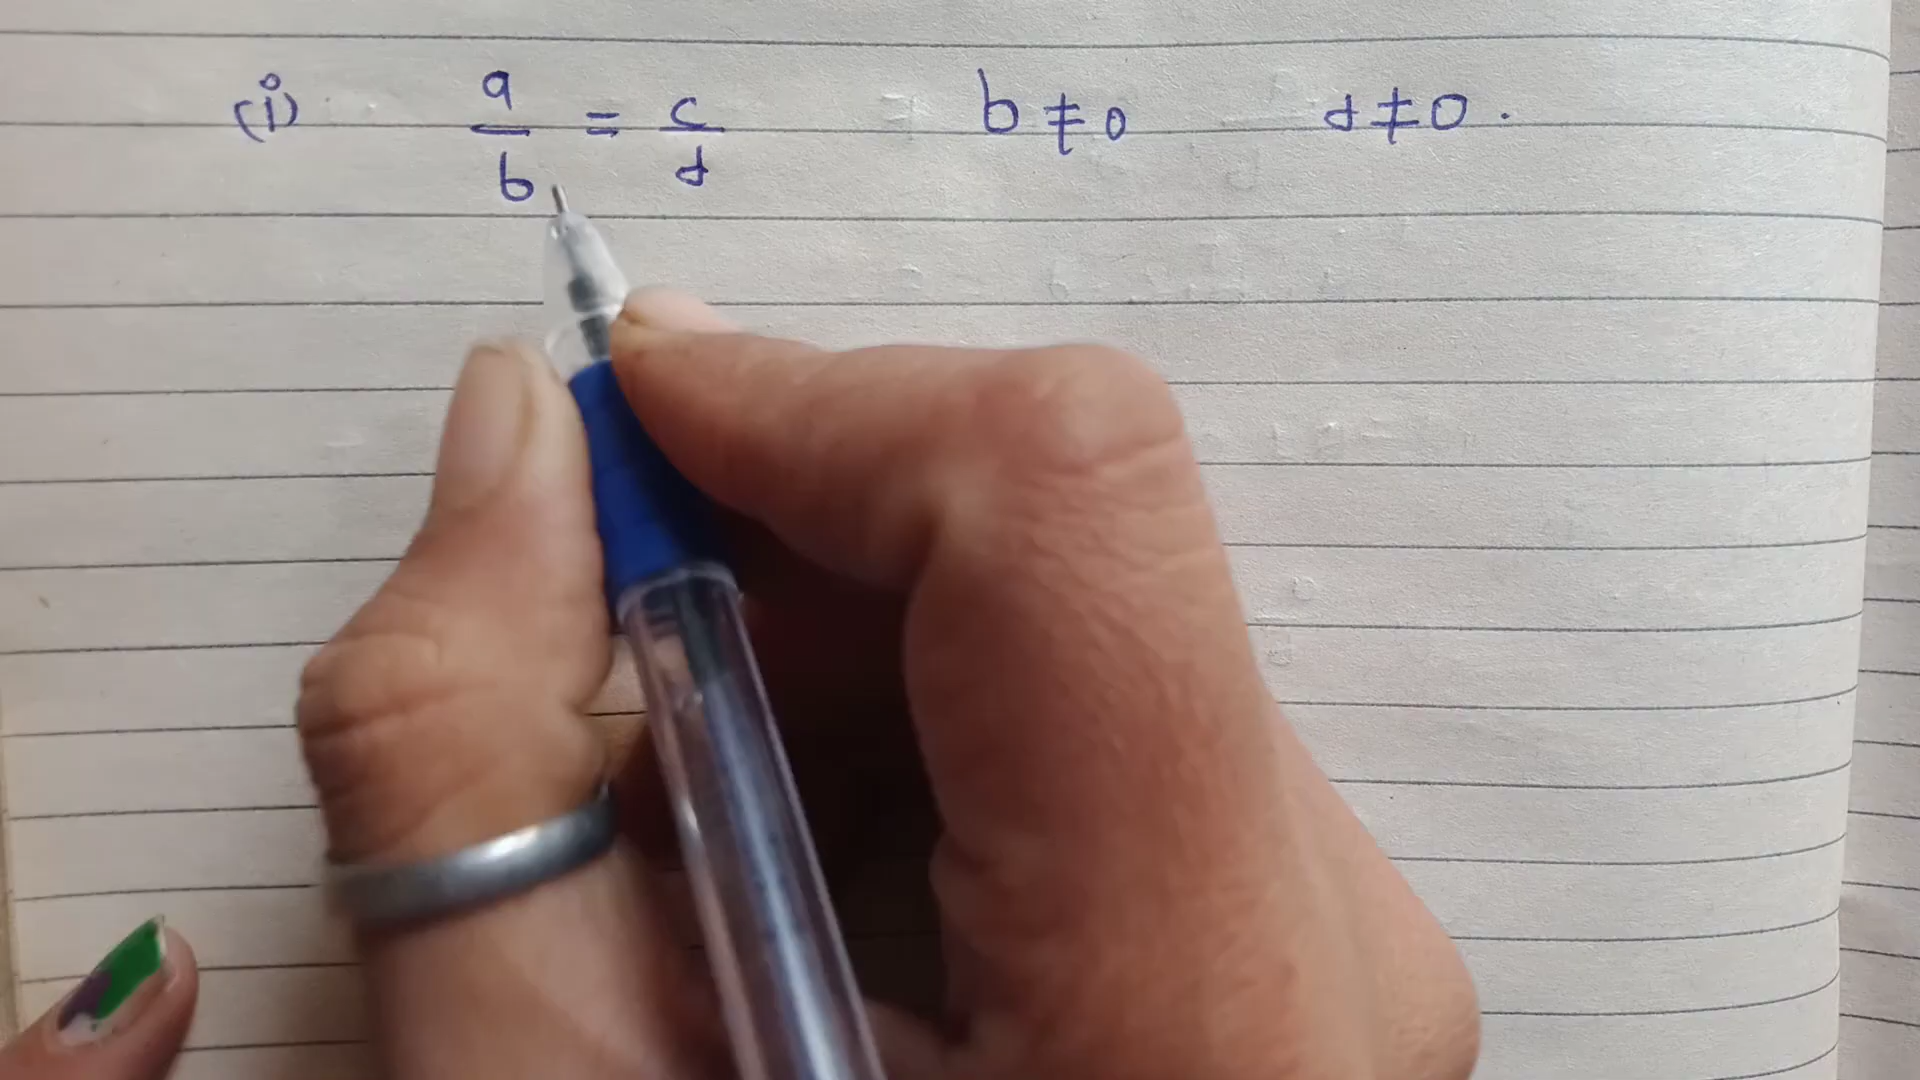 (i) a/b = c/d b ≠ 0 d ≠ 0.